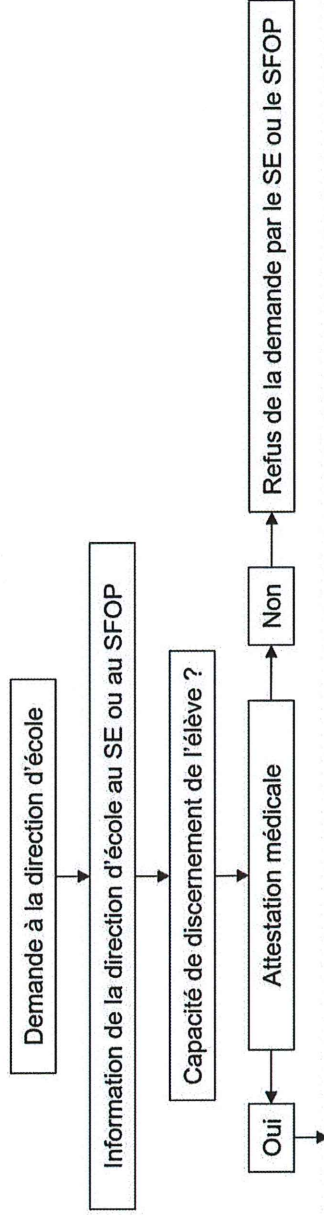 Demande à la direction d'école
Information de la direction d'école au SE ou au SFOP
Capacité de discernement de l'élève ?
Oui
Attestation médicale
Non
Refus de la demande par le SE ou le SFOP